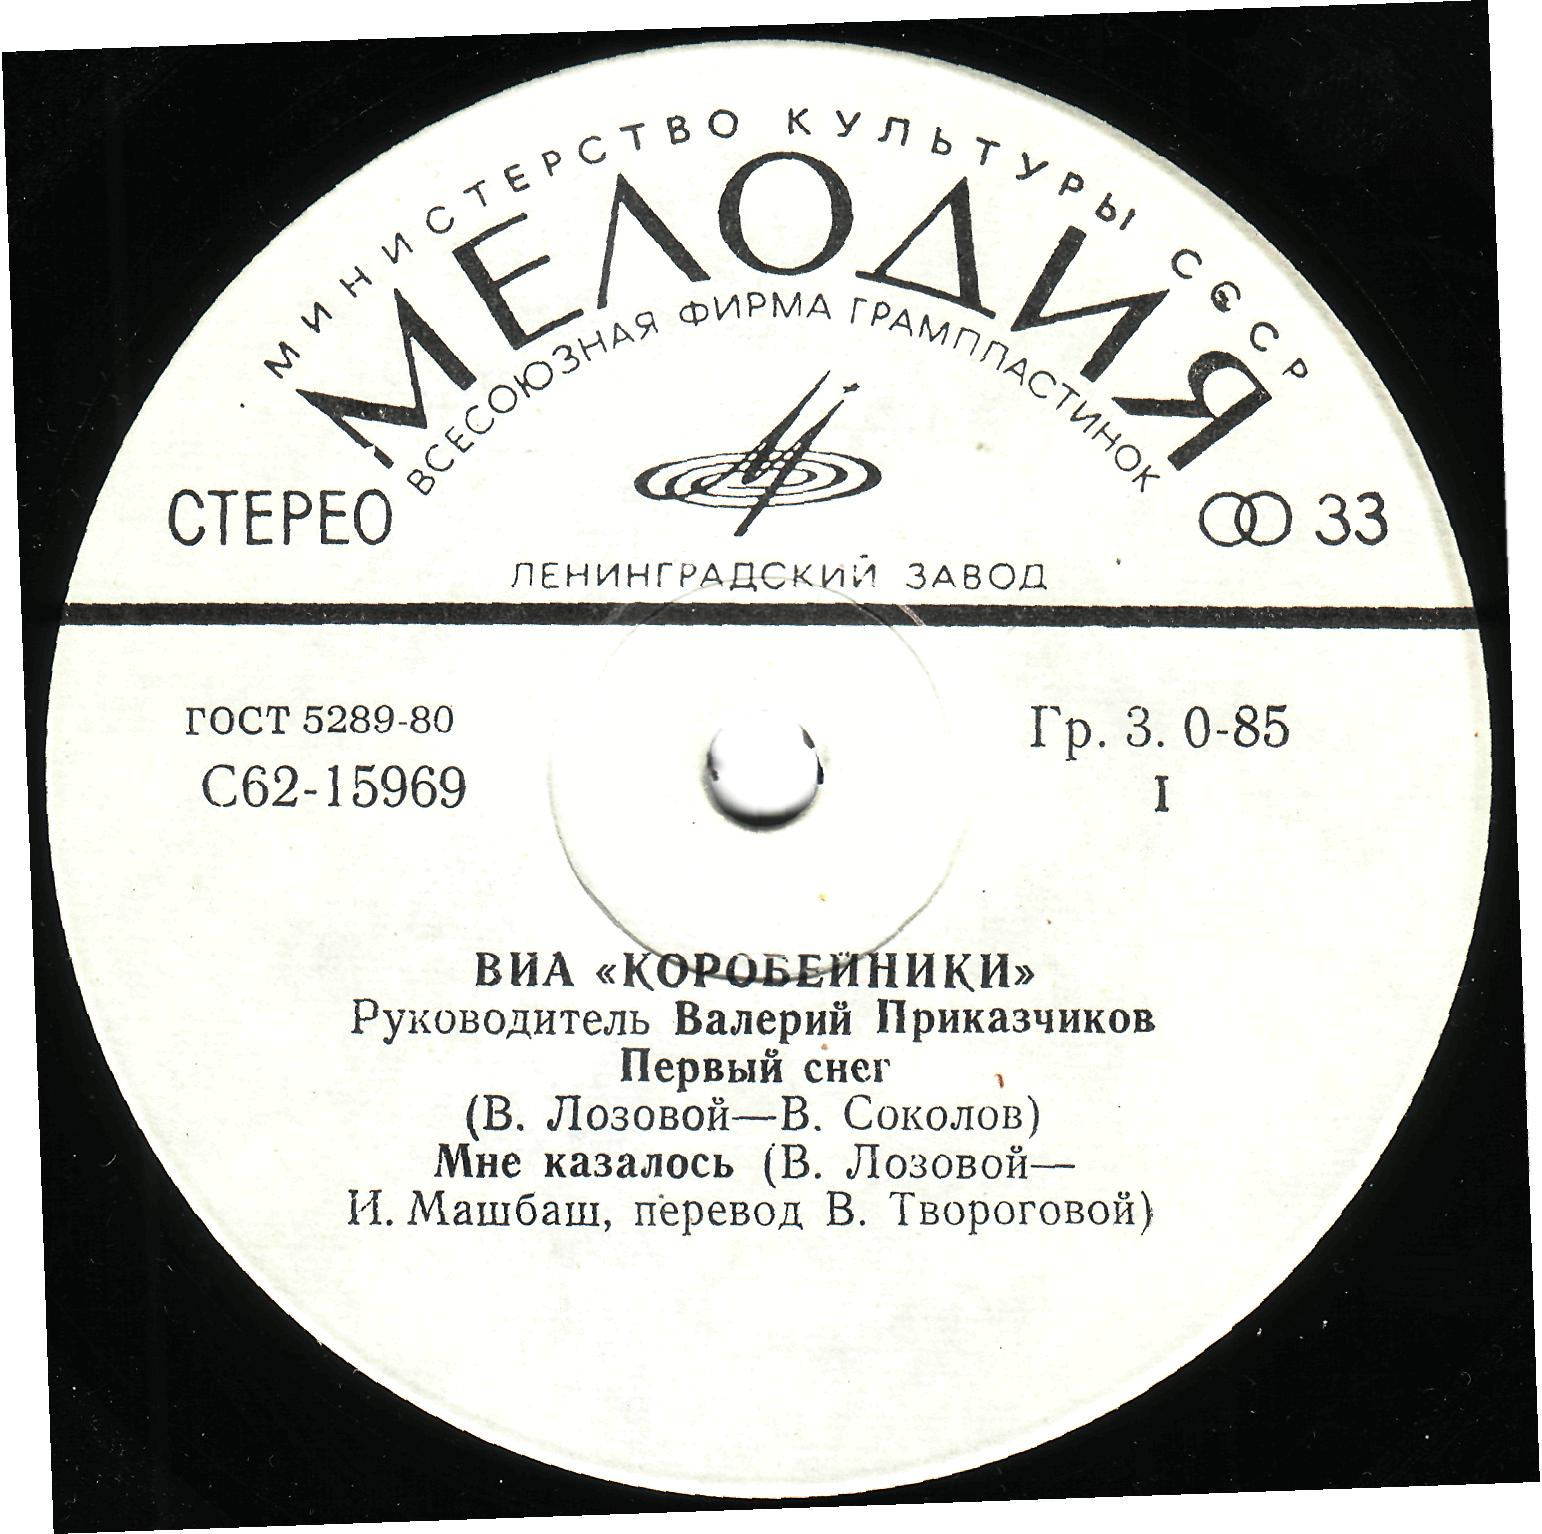 МИНИСТЕРСТВО КУЛЬТУРЫ СССР
МЕЛОДИЯ
ВСЕСОЮЗНАЯ ФИРМА ГРАМПЛАСТИНОК
СТЕРЕО
33
ЛЕНИНГРАДСКИЙ ЗАВОД
ГОСТ 5289-80
Гр. 3. 0-85
С62-15969
I
ВИА «КОРОБЕЙНИКИ»
Руководитель Валерий Приказчиков
Первый снег
(В. Лозовой—В. Соколов)
Мне казалось (В. Лозовой—
И. Машбаш, перевод В. Твороговой)